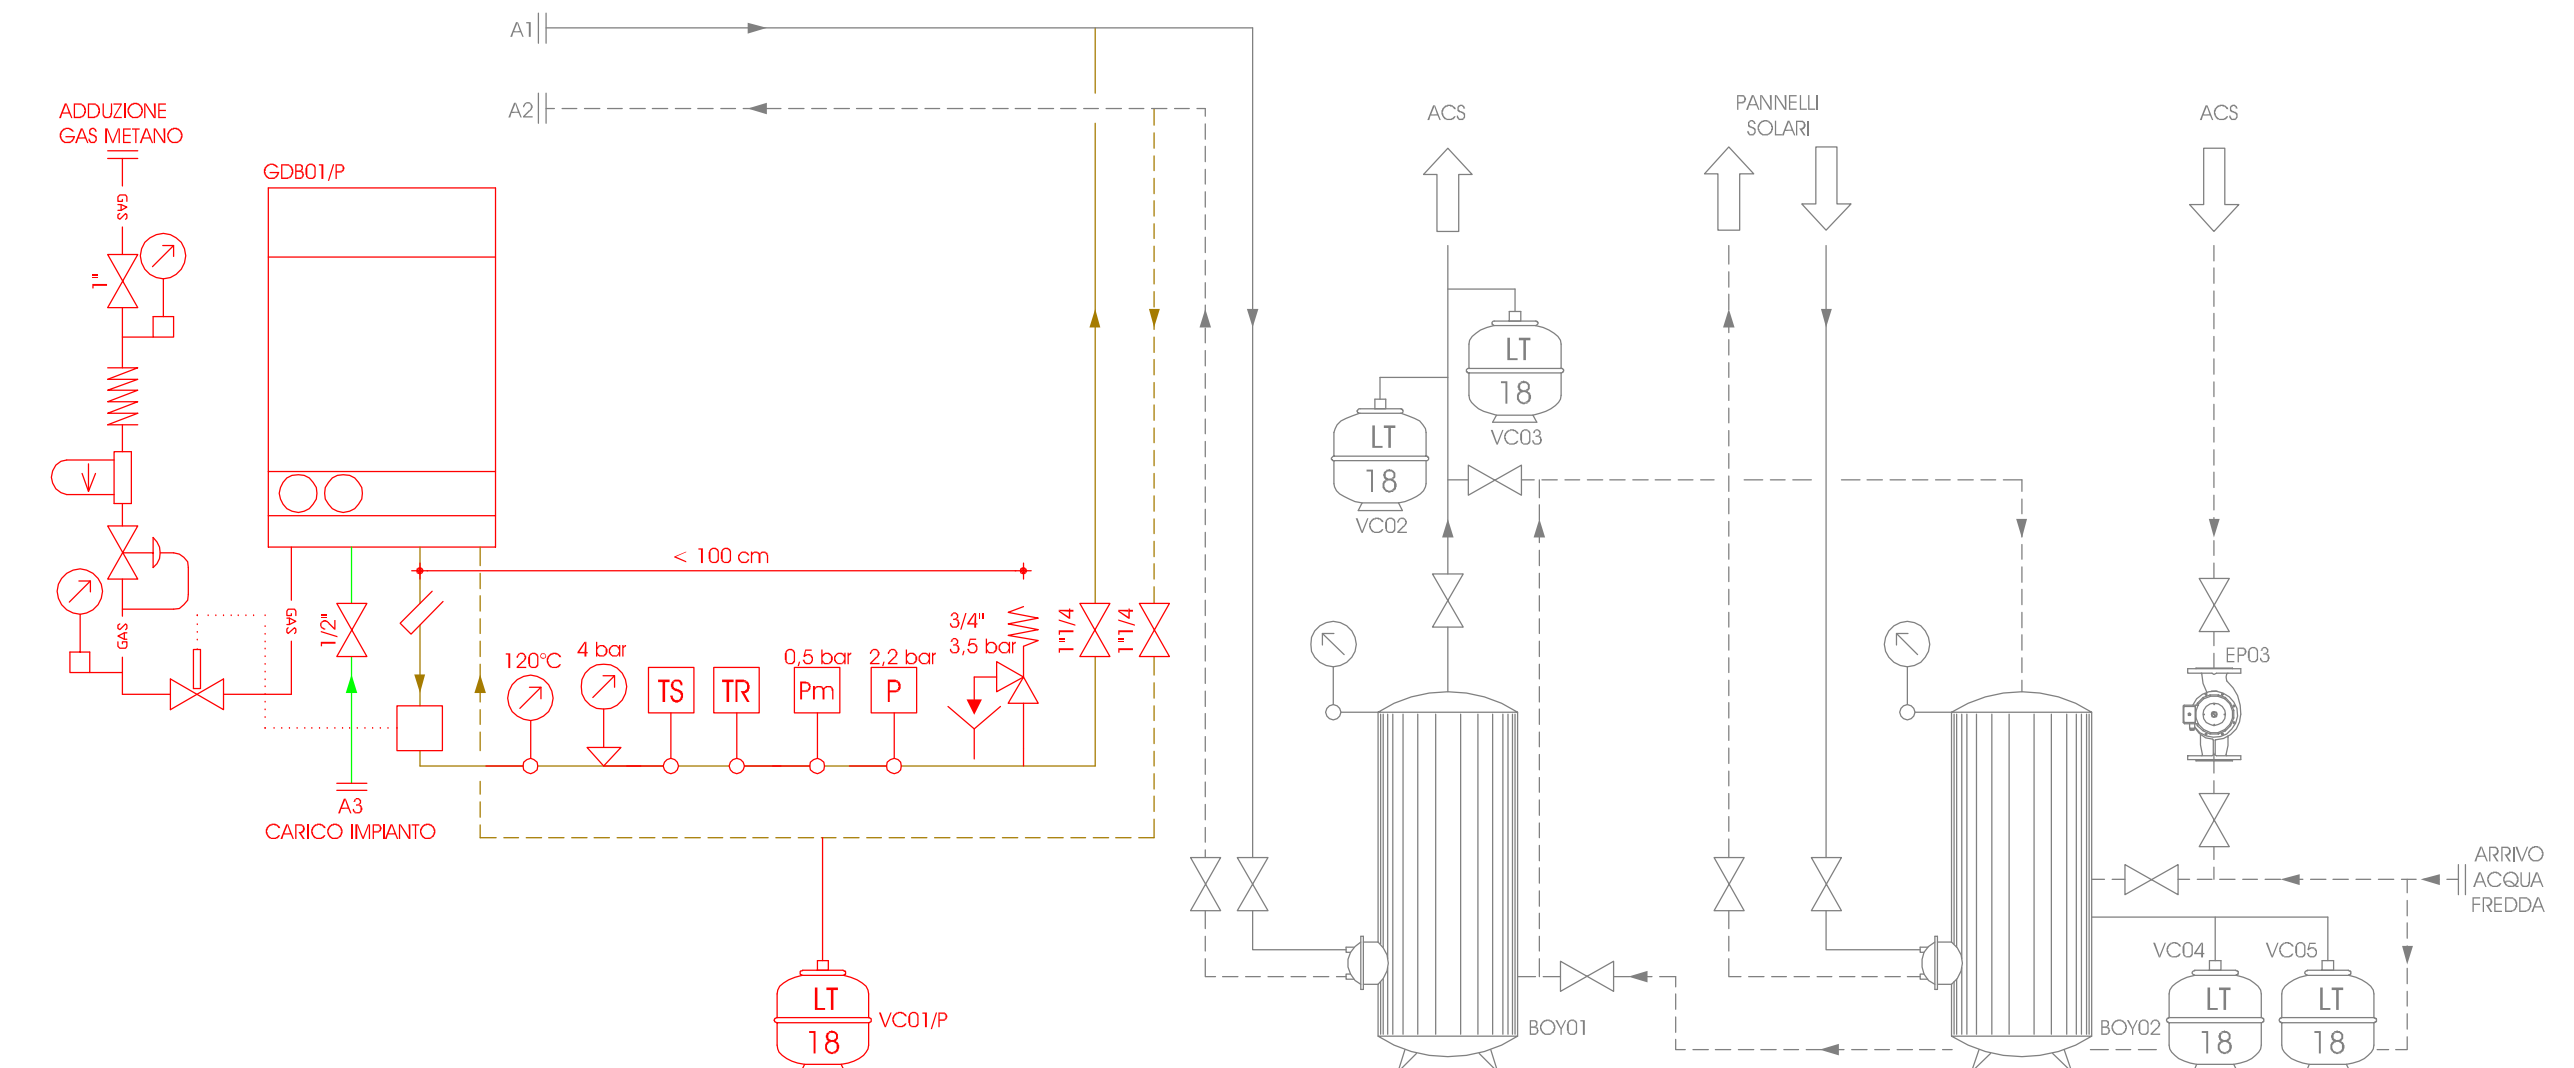 A1
A2
ADDUZIONE
GAS METANO
GAS
1"
GDB01/P
GAS
GAS
1/2"
A3
CARICO IMPIANTO
< 100 cm
120°C
4 bar
TS
TR
0,5 bar
Pm
2,2 bar
P
3/4"
3,5 bar
1"1/4
1"1/4
LT
18
VC01/P
ACS
LT
18
VC03
LT
18
VC02
BOY01
PANNELLI
SOLARI
ACS
EP03
ARRIVO
ACQUA
FREDDA
VC04
VC05
LT
18
LT
18
BOY02